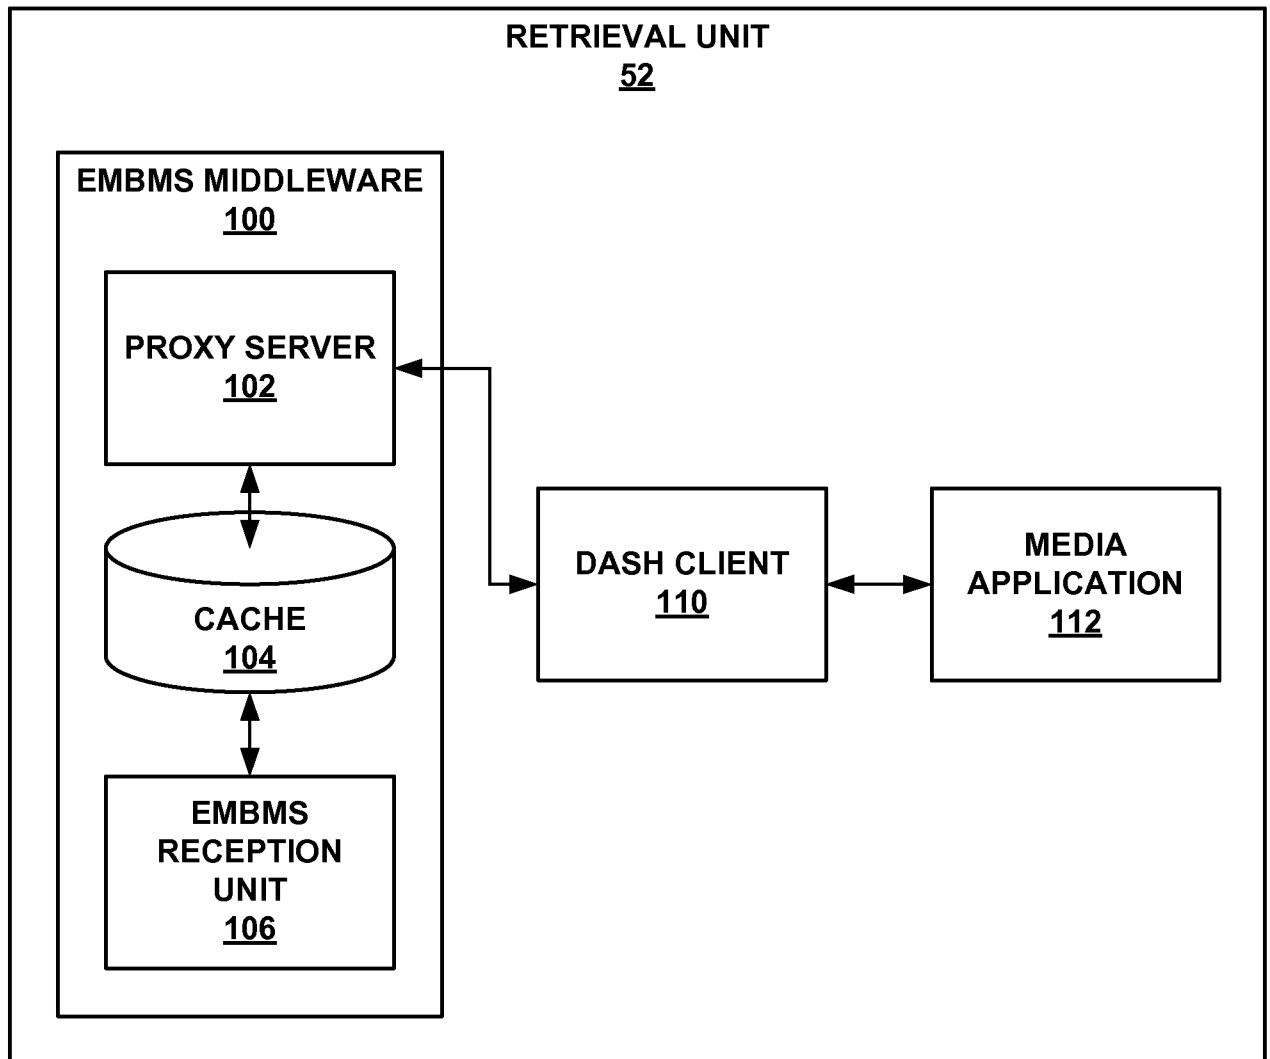 RETRIEVAL UNIT
52
EMBMS MIDDLEWARE
100
PROXY SERVER
102
CACHE
104
EMBMS
RECEPTION
UNIT
106
DASH CLIENT
110
MEDIA
APPLICATION
112